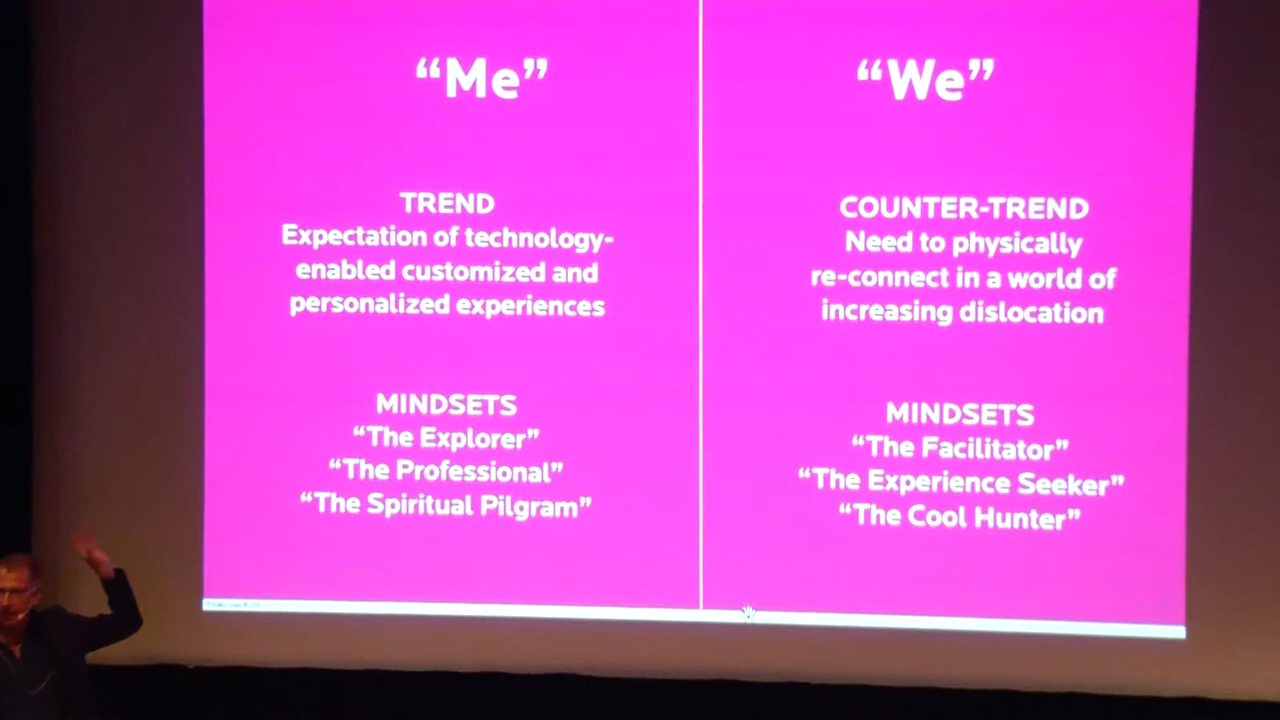 “Me”
TREND
Expectation of technology-
enabled customized and
personalized experiences
MINDSETS
“The Explorer”
“The Professional”
“The Spiritual Pilgram”
“We”
COUNTER-TREND
Need to physically
re-connect in a world of
increasing dislocation
MINDSETS
“The Facilitator”
“The Experience Seeker”
“The Cool Hunter”